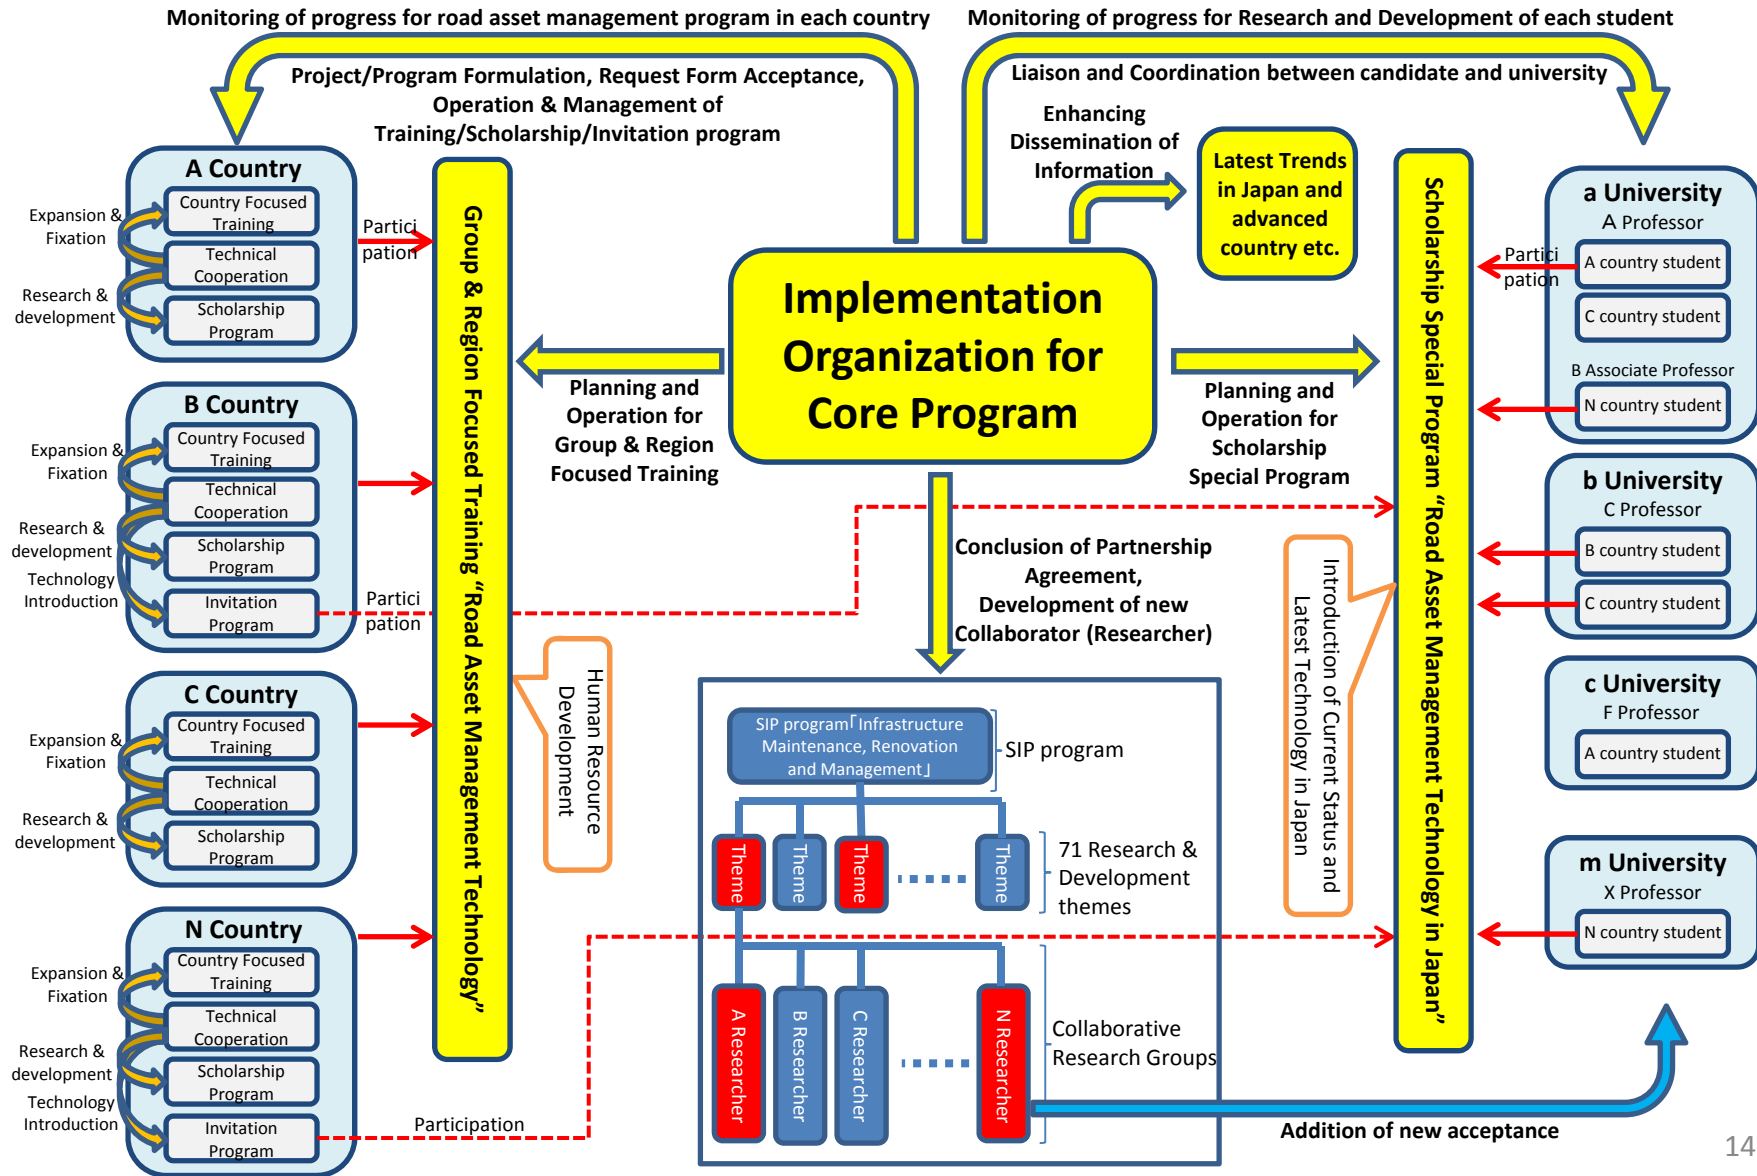 Monitoring of progress for road asset management program in each country
Monitoring of progress for Research and Development of each student
Project/Program Formulation, Request Form Acceptance,
Operation & Management of
Training/Scholarship/Invitation program
Liaison and Coordination between candidate and university
Enhancing
Dissemination of
Information
Latest Trends
in Japan and
advanced
country etc.
A Country
Country Focused
Training
Technical
Cooperation
Scholarship
Program
Expansion &
Fixation
Research &
development
Partici
pation
B Country
Country Focused
Training
Technical
Cooperation
Scholarship
Program
Invitation
Program
Expansion &
Fixation
Research &
development
Technology
Introduction
Partici
pation
C Country
Country Focused
Training
Technical
Cooperation
Scholarship
Program
Expansion &
Fixation
Research &
development
N Country
Country Focused
Training
Technical
Cooperation
Scholarship
Program
Invitation
Program
Expansion &
Fixation
Research &
development
Technology
Introduction
Participation
Group & Region Focused Training “Road Asset Management Technology”
Human Resource
Development
Implementation
Organization for
Core Program
Planning and
Operation for
Group & Region
Focused Training
Planning and
Operation for
Scholarship
Special Program
Conclusion of Partnership
Agreement,
Development of new
Collaborator (Researcher)
SIP program「Infrastructure
Maintenance, Renovation
and Management」
SIP program
Theme
Theme
Theme
Theme
71 Research &
Development
themes
A Researcher
B Researcher
C Researcher
N Researcher
Collaborative
Research Groups
Introduction of Current Status and
Latest Technology in Japan
Scholarship Special Program “Road Asset Management Technology in Japan”
a University
A Professor
A country student
C country student
B Associate Professor
N country student
Partici
pation
b University
C Professor
B country student
C country student
c University
F Professor
A country student
m University
X Professor
N country student
Addition of new acceptance
14